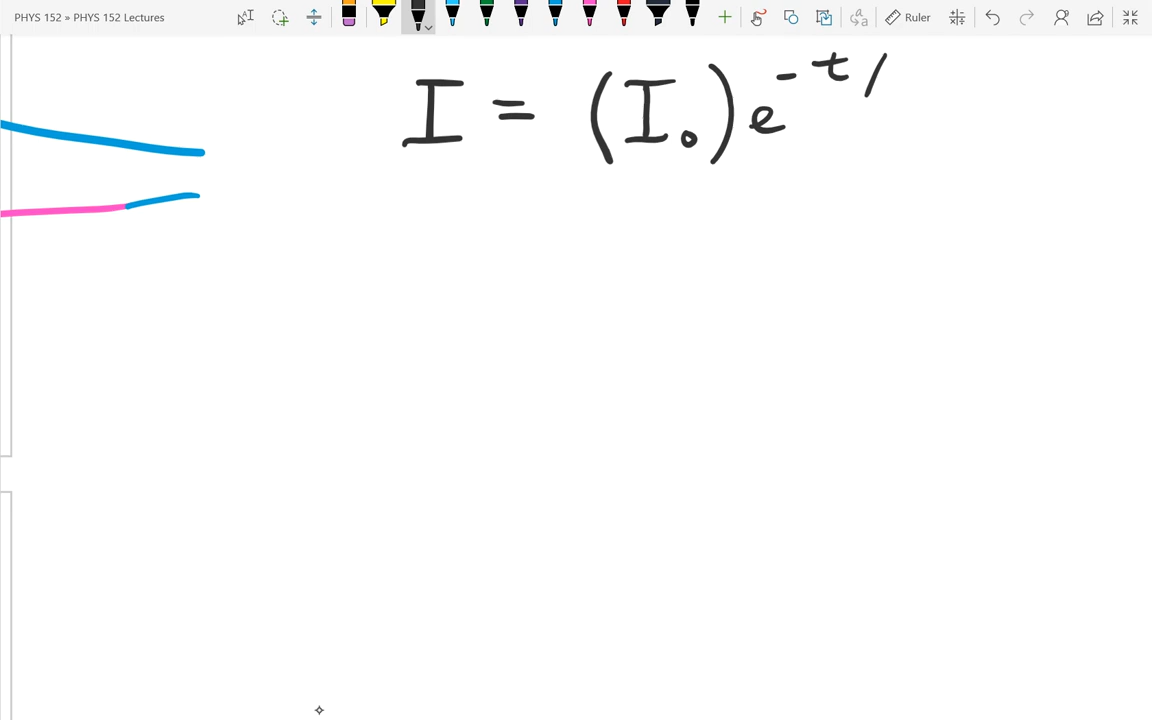 PHYS 152 » PHYS 152 Lectures
Ruler
I = (I₀) e^{-t/